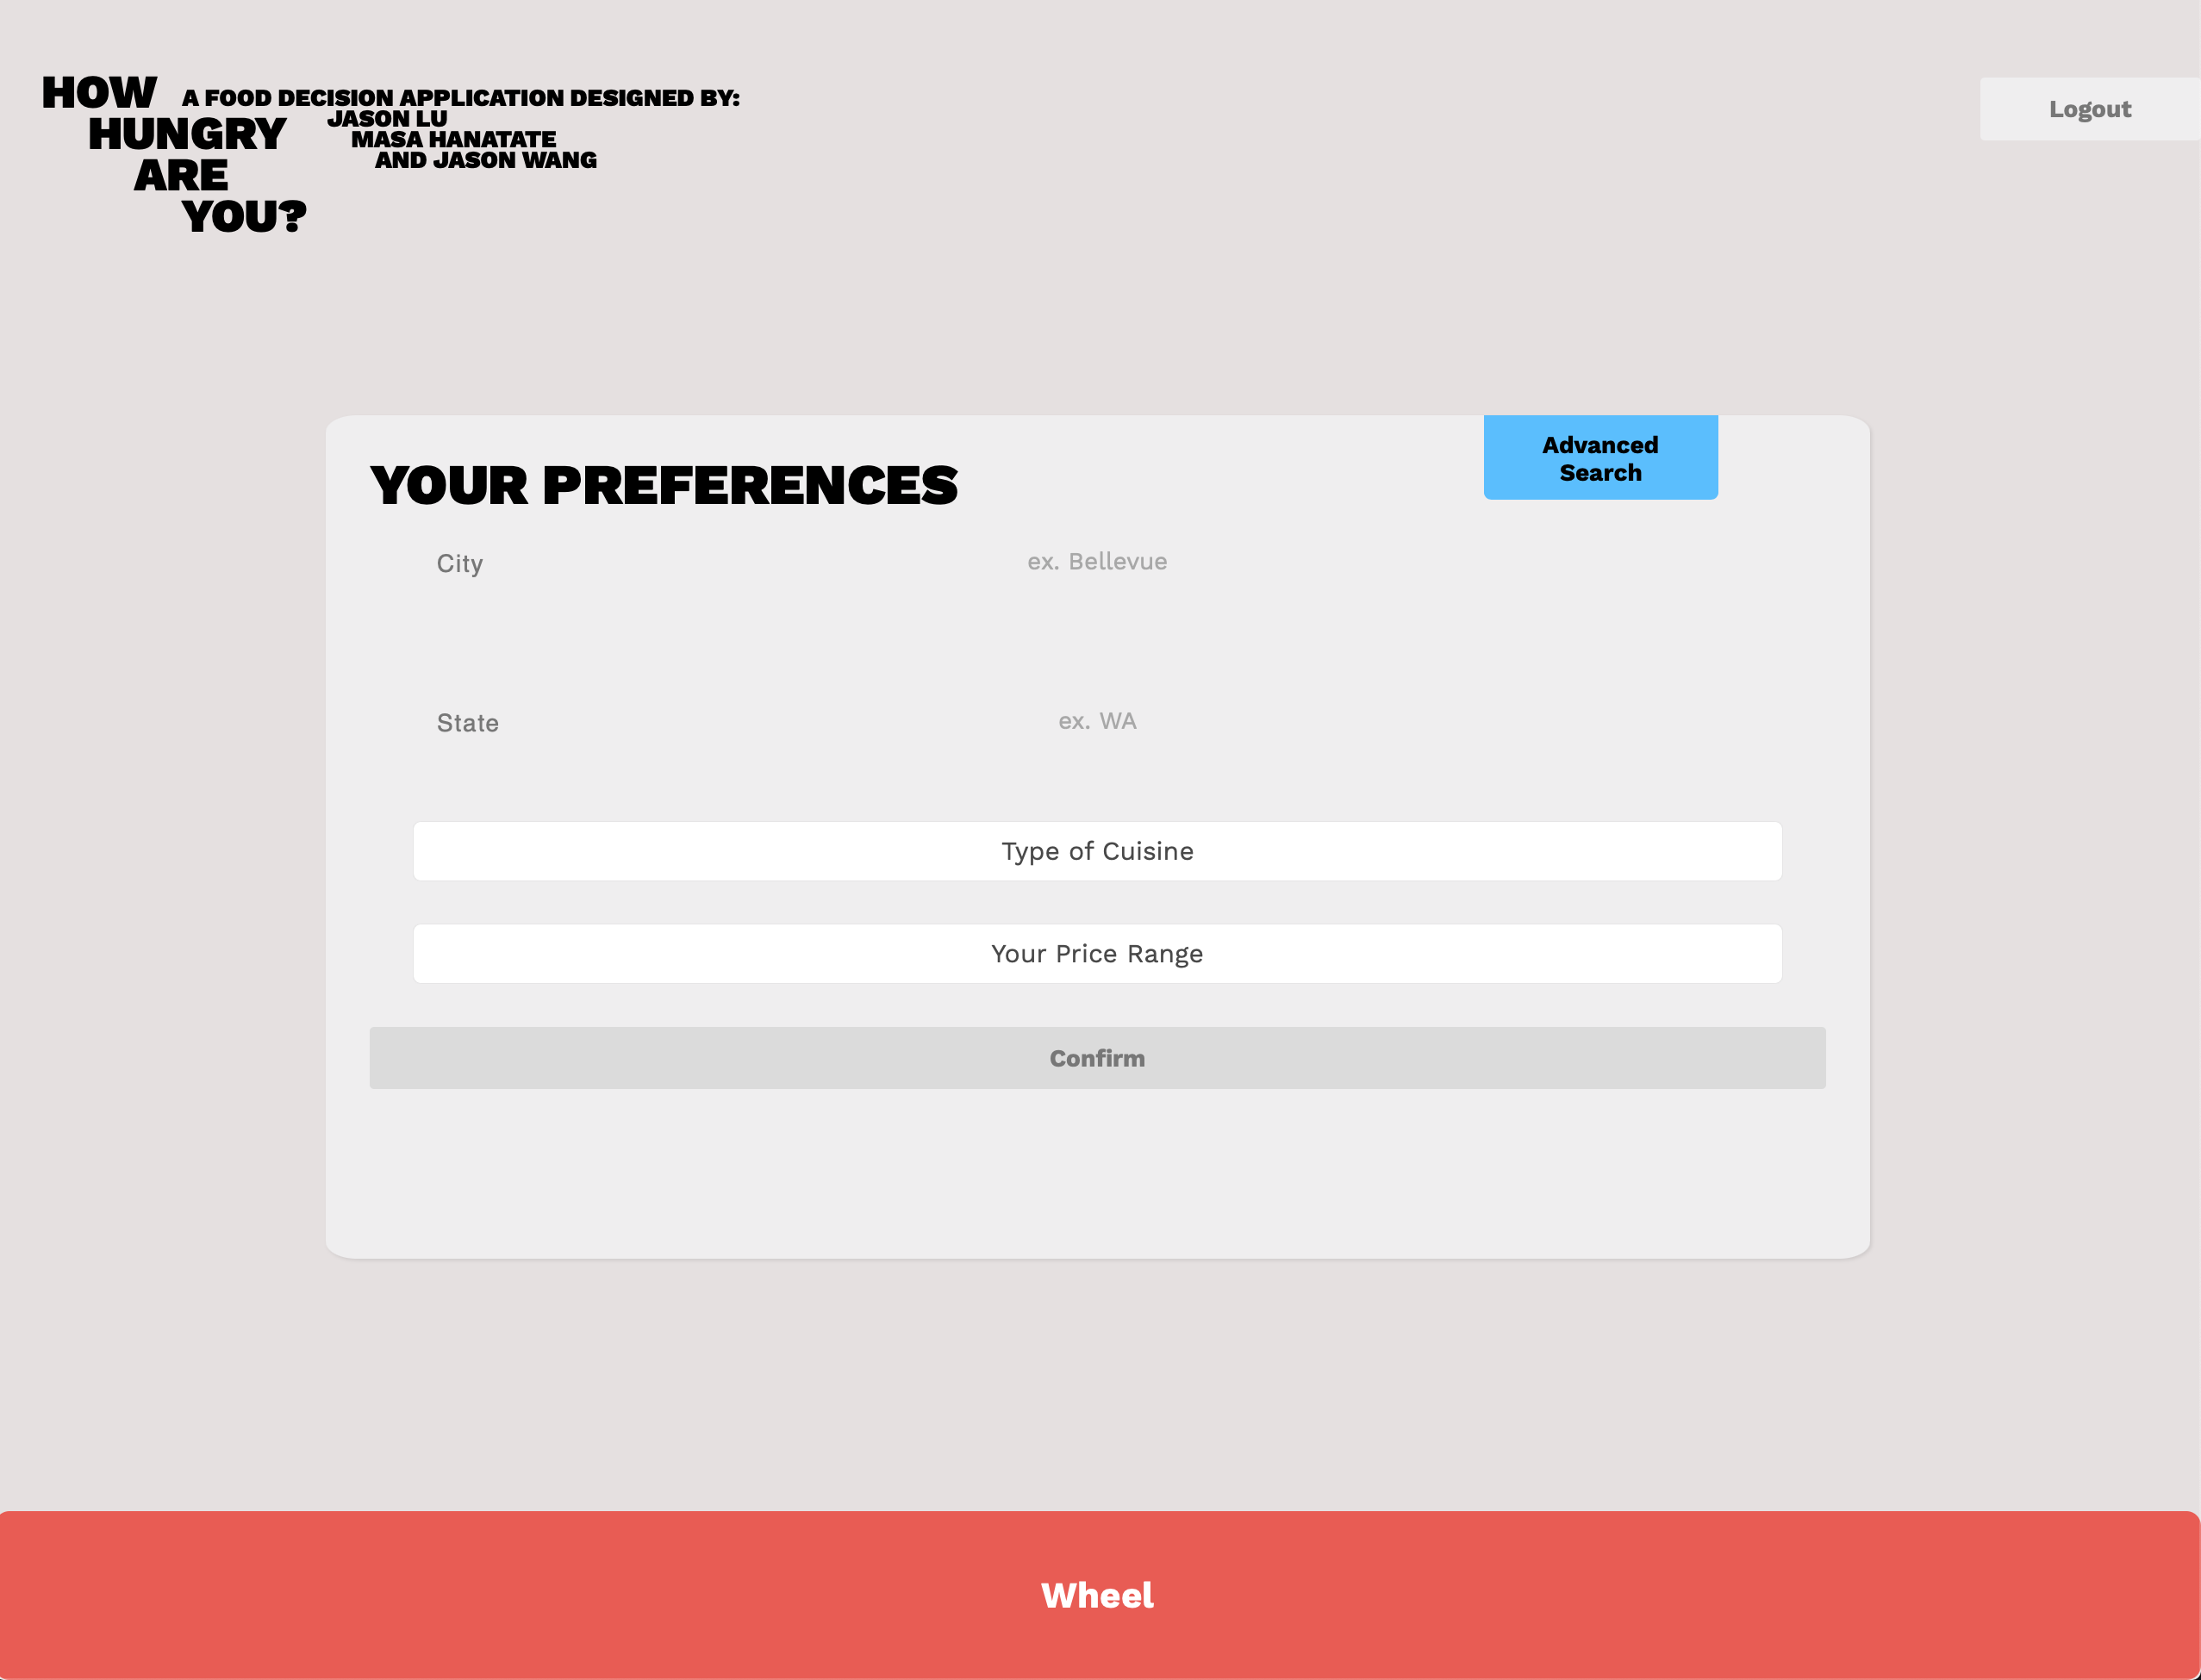 HOW
HUNGRY
ARE
YOU?
A FOOD DECISION APPLICATION DESIGNED BY:
JASON LU
MASA HANATATE
AND JASON WANG
Logout
YOUR PREFERENCES
Advanced
Search
City
ex. Bellevue
State
ex. WA
Type of Cuisine
Your Price Range
Confirm
Wheel